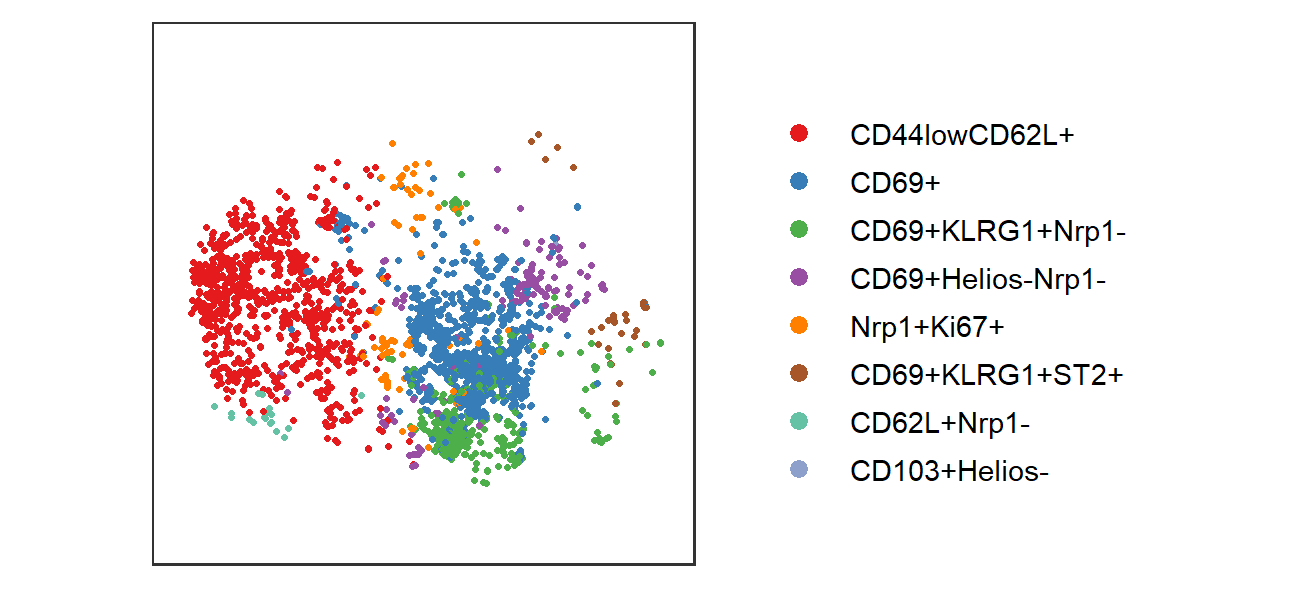 CD44lowCD62L+
CD69+
CD69+KLRG1+Nrp1-
CD69+Helios-Nrp1-
Nrp1+Ki67+
CD69+KLRG1+ST2+
CD62L+Nrp1-
CD103+Helios-